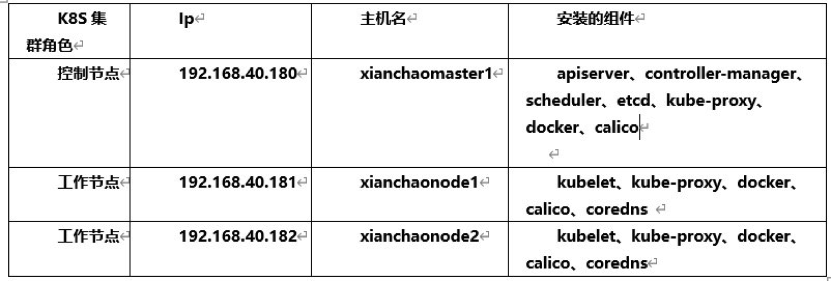 K8S 集 Ip 主机名 安装的组件
群角色
控制节点 192.168.40.180 xianchaomaster1 apiserver、controller-manager、
scheduler、etcd、kube-proxy、
docker、calico
工作节点 192.168.40.181 xianchaonode1 kubelet、kube-proxy、docker、
calico、coredns
工作节点 192.168.40.182 xianchaonode2 kubelet、kube-proxy、docker、
calico、coredns